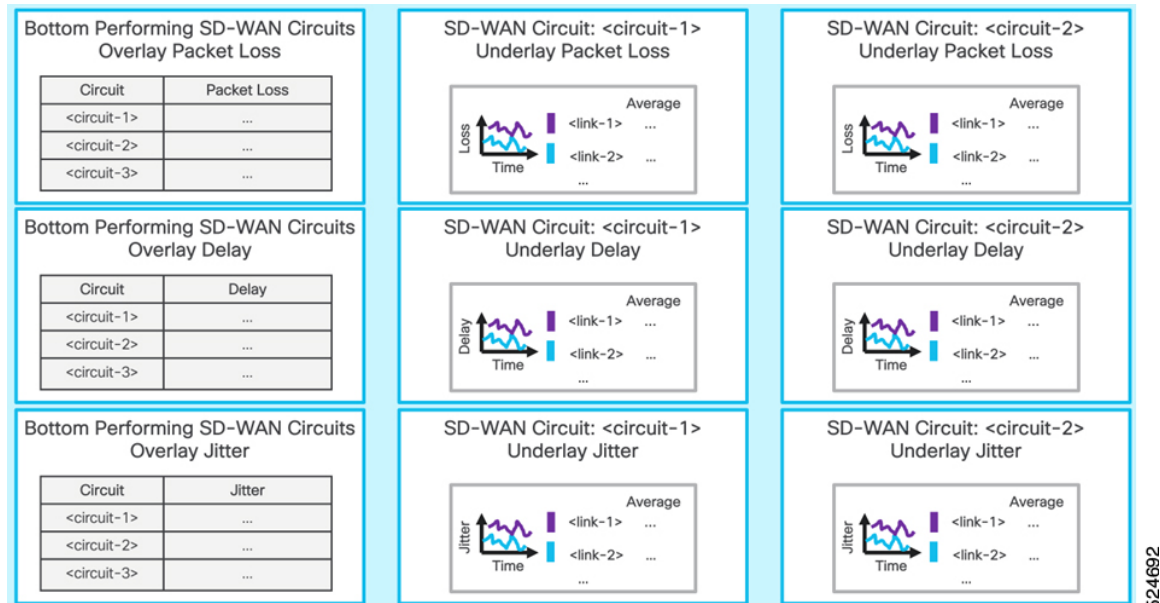 Bottom Performing SD-WAN Circuits
Overlay Packet Loss
Circuit Packet Loss
<circuit-1> ...
<circuit-2> ...
<circuit-3> ...
SD-WAN Circuit: <circuit-1>
Underlay Packet Loss
Average
Loss
<link-1> ...
<link-2> ...
Time
...
SD-WAN Circuit: <circuit-2>
Underlay Packet Loss
Average
Loss
<link-1> ...
<link-2> ...
Time
...
Bottom Performing SD-WAN Circuits
Overlay Delay
Circuit Delay
<circuit-1> ...
<circuit-2> ...
<circuit-3> ...
SD-WAN Circuit: <circuit-1>
Underlay Delay
Average
Delay
<link-1> ...
<link-2> ...
Time
...
SD-WAN Circuit: <circuit-2>
Underlay Delay
Average
Delay
<link-1> ...
<link-2> ...
Time
...
Bottom Performing SD-WAN Circuits
Overlay Jitter
Circuit Jitter
<circuit-1> ...
<circuit-2> ...
<circuit-3> ...
SD-WAN Circuit: <circuit-1>
Underlay Jitter
Average
Jitter
<link-1> ...
<link-2> ...
Time
...
SD-WAN Circuit: <circuit-2>
Underlay Jitter
Average
Jitter
<link-1> ...
<link-2> ...
Time
...
524692